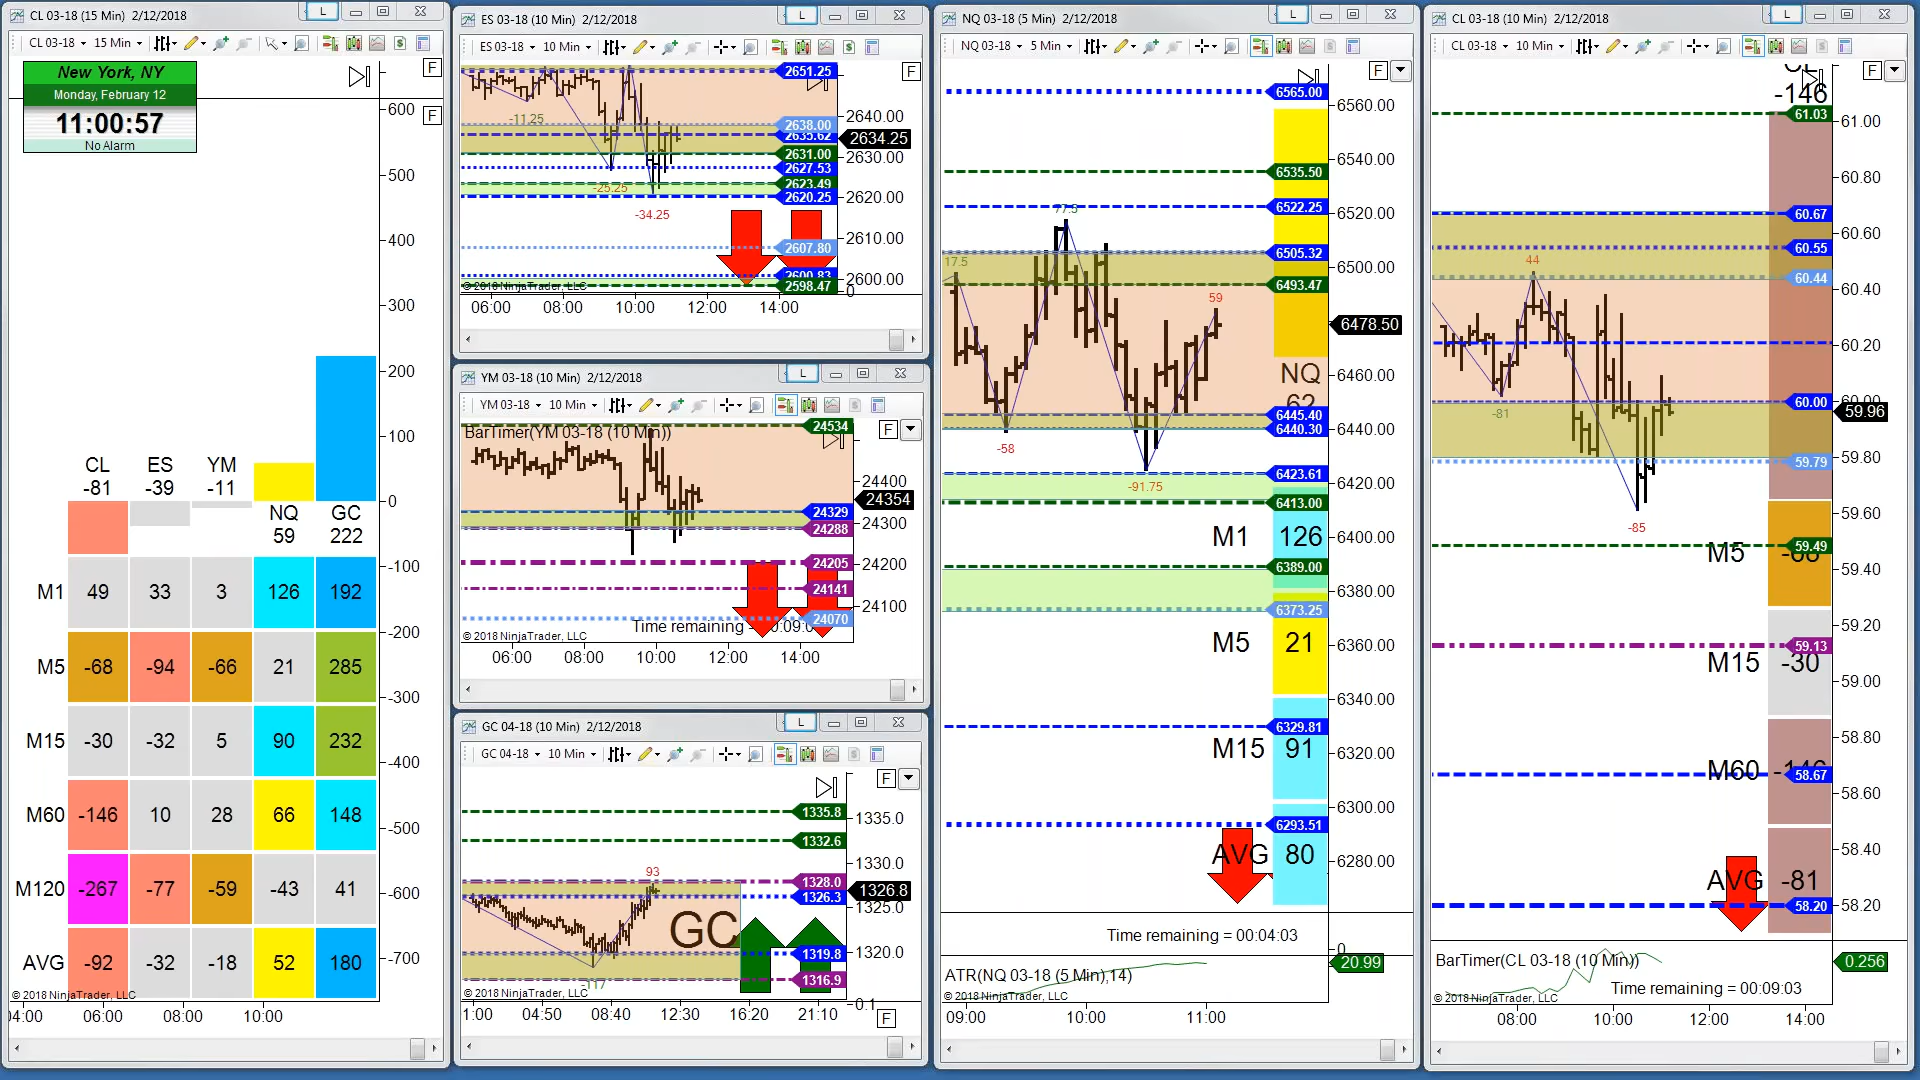 CL 03-18 (15 Min)  2/12/2018
L
CL 03-18
15 Min
New York, NY
Monday, February 12
11:00:57
No Alarm
F
F
600
500
400
300
200
100
0
-100
-200
-300
-400
-500
-600
-700
CL
-81
ES
-39
YM
-11
NQ
59
GC
222
M1 49 33 3 126 192
M5 -68 -94 -66 21 285
M15 -30 -32 5 90 232
M60 -146 10 28 66 148
M120 -267 -77 -59 -43 41
AVG -92 -32 -18 52 180
© 2018 NinjaTrader, LLC
04:00 06:00 08:00 10:00
ES 03-18 (10 Min)  2/12/2018
L
ES 03-18
10 Min
F
2651.25
2638.00
2635.62
2631.00
2627.53
2623.49
2620.25
2607.80
2600.83
2598.47
2640.00
2634.25
2630.00
2620.00
2610.00
2600.00
0
-11.25
-25.25
-34.25
© 2018 NinjaTrader, LLC
06:00 08:00 10:00 12:00 14:00
YM 03-18 (10 Min)  2/12/2018
L
YM 03-18
10 Min
BarTimer(YM 03-18 (10 Min))
F
24534
24329
24288
24205
24141
24070
24400
24354
24300
24200
24100
Time remaining = 00:09:0
© 2018 NinjaTrader, LLC
06:00 08:00 10:00 12:00 14:00
GC 04-18 (10 Min)  2/12/2018
L
GC 04-18
10 Min
F
1335.8
1332.6
1328.0
1326.3
1319.8
1316.9
1335.0
1330.0
1326.8
1325.0
1320.0
0.1
93
-117
GC
© 2018 NinjaTrader, LLC
1:00 04:50 08:40 12:30 16:20 21:10
F
NQ 03-18 (5 Min)  2/12/2018
L
NQ 03-18
5 Min
F
6565.00
6535.50
6522.25
6505.32
6493.47
6445.40
6440.30
6423.61
6413.00
6389.00
6373.25
6329.81
6293.51
6560.00
6540.00
6520.00
6500.00
6478.50
6460.00
6440.00
6420.00
6400.00
6380.00
6360.00
6340.00
6320.00
6300.00
6280.00
0
17.5
77.5
-58
-91.75
59
NQ
62
M1 126
M5 21
M15 91
AVG 80
Time remaining = 00:04:03
ATR(NQ 03-18 (5 Min),14)
20.99
© 2018 NinjaTrader, LLC
09:00 10:00 11:00
CL 03-18 (10 Min)  2/12/2018
L
CL 03-18
10 Min
F
CL
-146
61.03
60.67
60.55
60.44
60.00
59.79
59.49
59.13
58.67
58.20
61.00
60.80
60.60
60.40
60.20
60.00
59.96
59.80
59.60
59.40
59.20
59.00
58.80
58.60
58.40
58.20
44
-81
-85
M5 -68
M15 -30
M60 -146
AVG -81
BarTimer(CL 03-18 (10 Min))
0.256
Time remaining = 00:09:03
© 2018 NinjaTrader, LLC
08:00 10:00 12:00 14:00